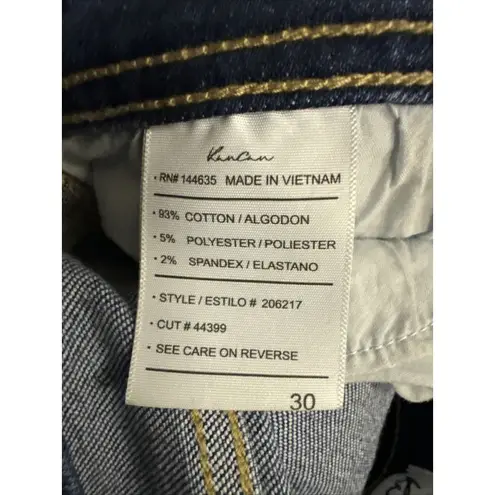 KanCan
• RN# 144635 MADE IN VIETNAM
• 93% COTTON / ALGODON
• 5% POLYESTER / POLIESTER
• 2% SPANDEX / ELASTANO
• STYLE / ESTILO # 206217
• CUT # 44399
• SEE CARE ON REVERSE
30